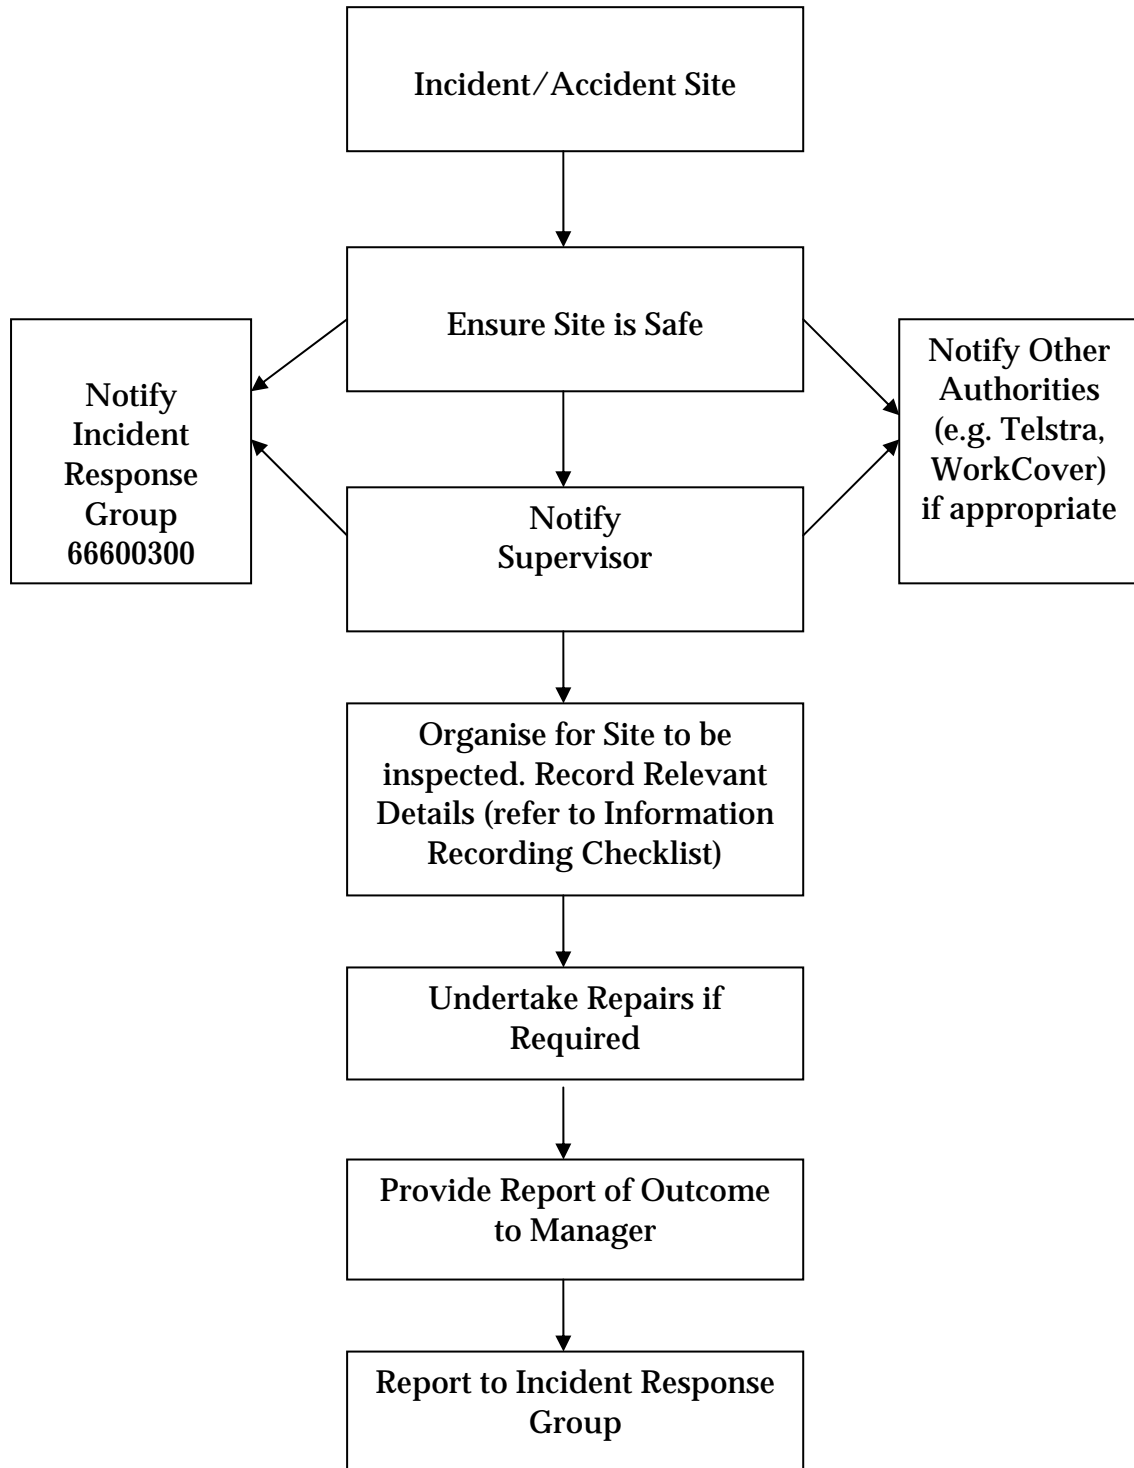 Incident/Accident Site
Ensure Site is Safe
Notify
Incident
Response
Group
66600300
Notify Other
Authorities
(e.g. Telstra,
WorkCover)
if appropriate
Notify
Supervisor
Organise for Site to be
inspected. Record Relevant
Details (refer to Information
Recording Checklist)
Undertake Repairs if
Required
Provide Report of Outcome
to Manager
Report to Incident Response
Group